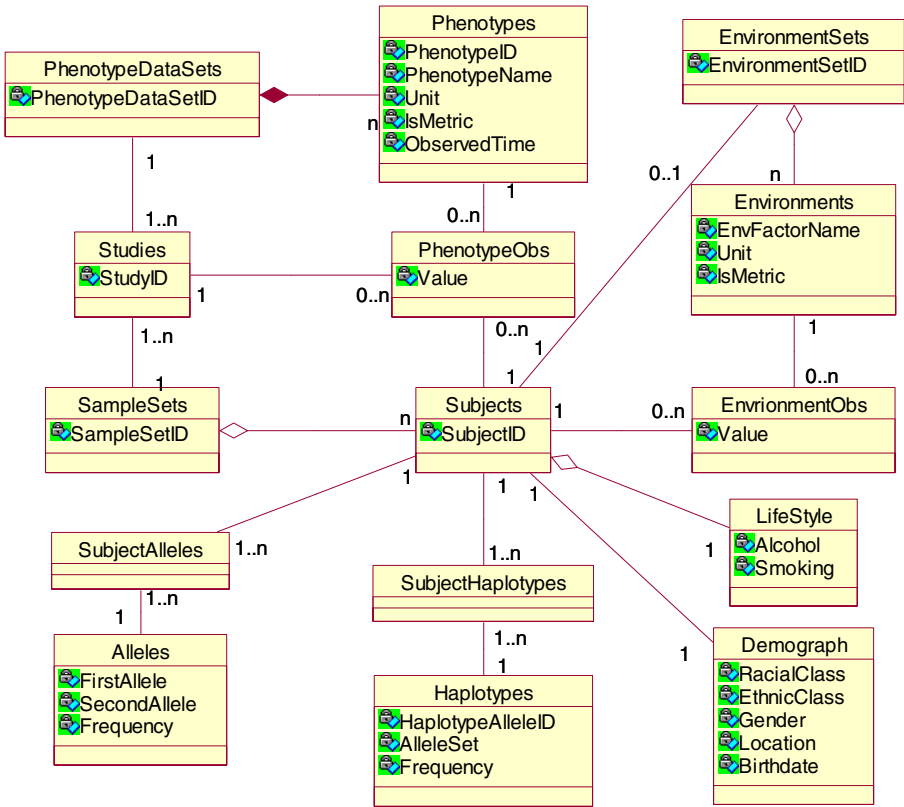 PhenotypeDataSets
PhenotypeDataSetID
Phenotypes
PhenotypeID
PhenotypeName
Unit
IsMetric
ObservedTime
n
EnvironmentSets
EnvironmentSetID
1
1..n
1
0..n
0..1
n
Environments
EnvFactorName
Unit
IsMetric
Studies
StudyID
1
0..n
PhenotypeObs
Value
1..n
1
0..n
1
1
1
0..n
SampleSets
SampleSetID
n
Subjects
SubjectID
1
0..n
EnvrionmentObs
Value
1
1..n
1
1..n
1
1
LifeStyle
Alcohol
Smoking
SubjectAlleles
1..n
1
SubjectHaplotypes
1..n
1
1
Alleles
FirstAllele
SecondAllele
Frequency
Haplotypes
HaplotypeAlleleID
AlleleSet
Frequency
Demograph
RacialClass
EthnicClass
Gender
Location
Birthdate